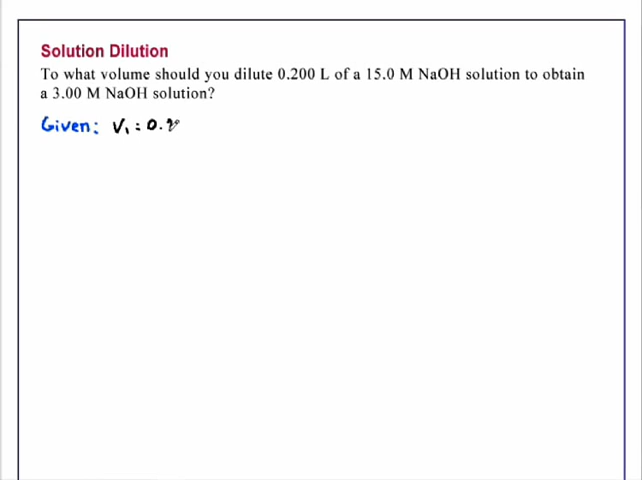 Solution Dilution
To what volume should you dilute 0.200 L of a 15.0 M NaOH solution to obtain
a 3.00 M NaOH solution?
Given: V₁ = 0.2